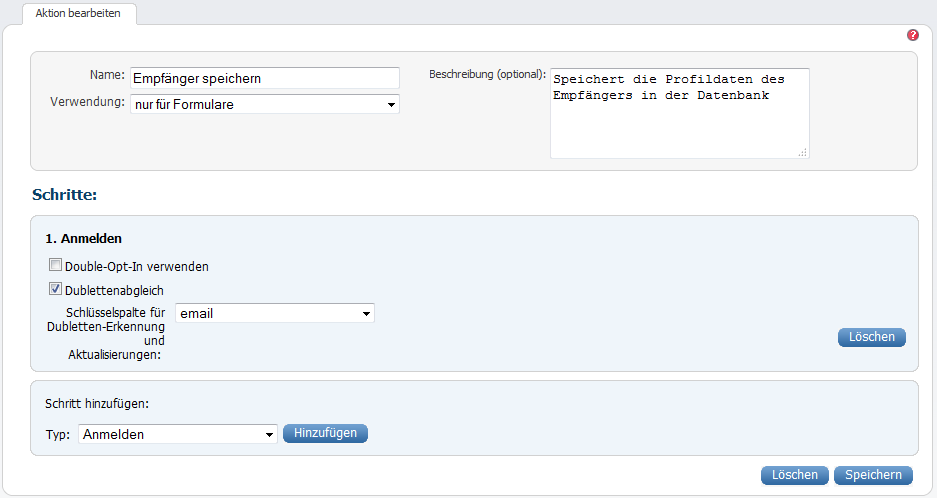 Aktion bearbeiten
?
Name: Empfänger speichern
Verwendung: nur für Formulare
Beschreibung (optional): Speichert die Profildaten des
Empfängers in der Datenbank
Schritte:
1. Anmelden
Double-Opt-In verwenden
Dublettenabgleich
Schlüsselspalte für
Dubletten-Erkennung
und
Aktualisierungen:
email
Löschen
Schritt hinzufügen:
Typ: Anmelden Hinzufügen
Löschen Speichern